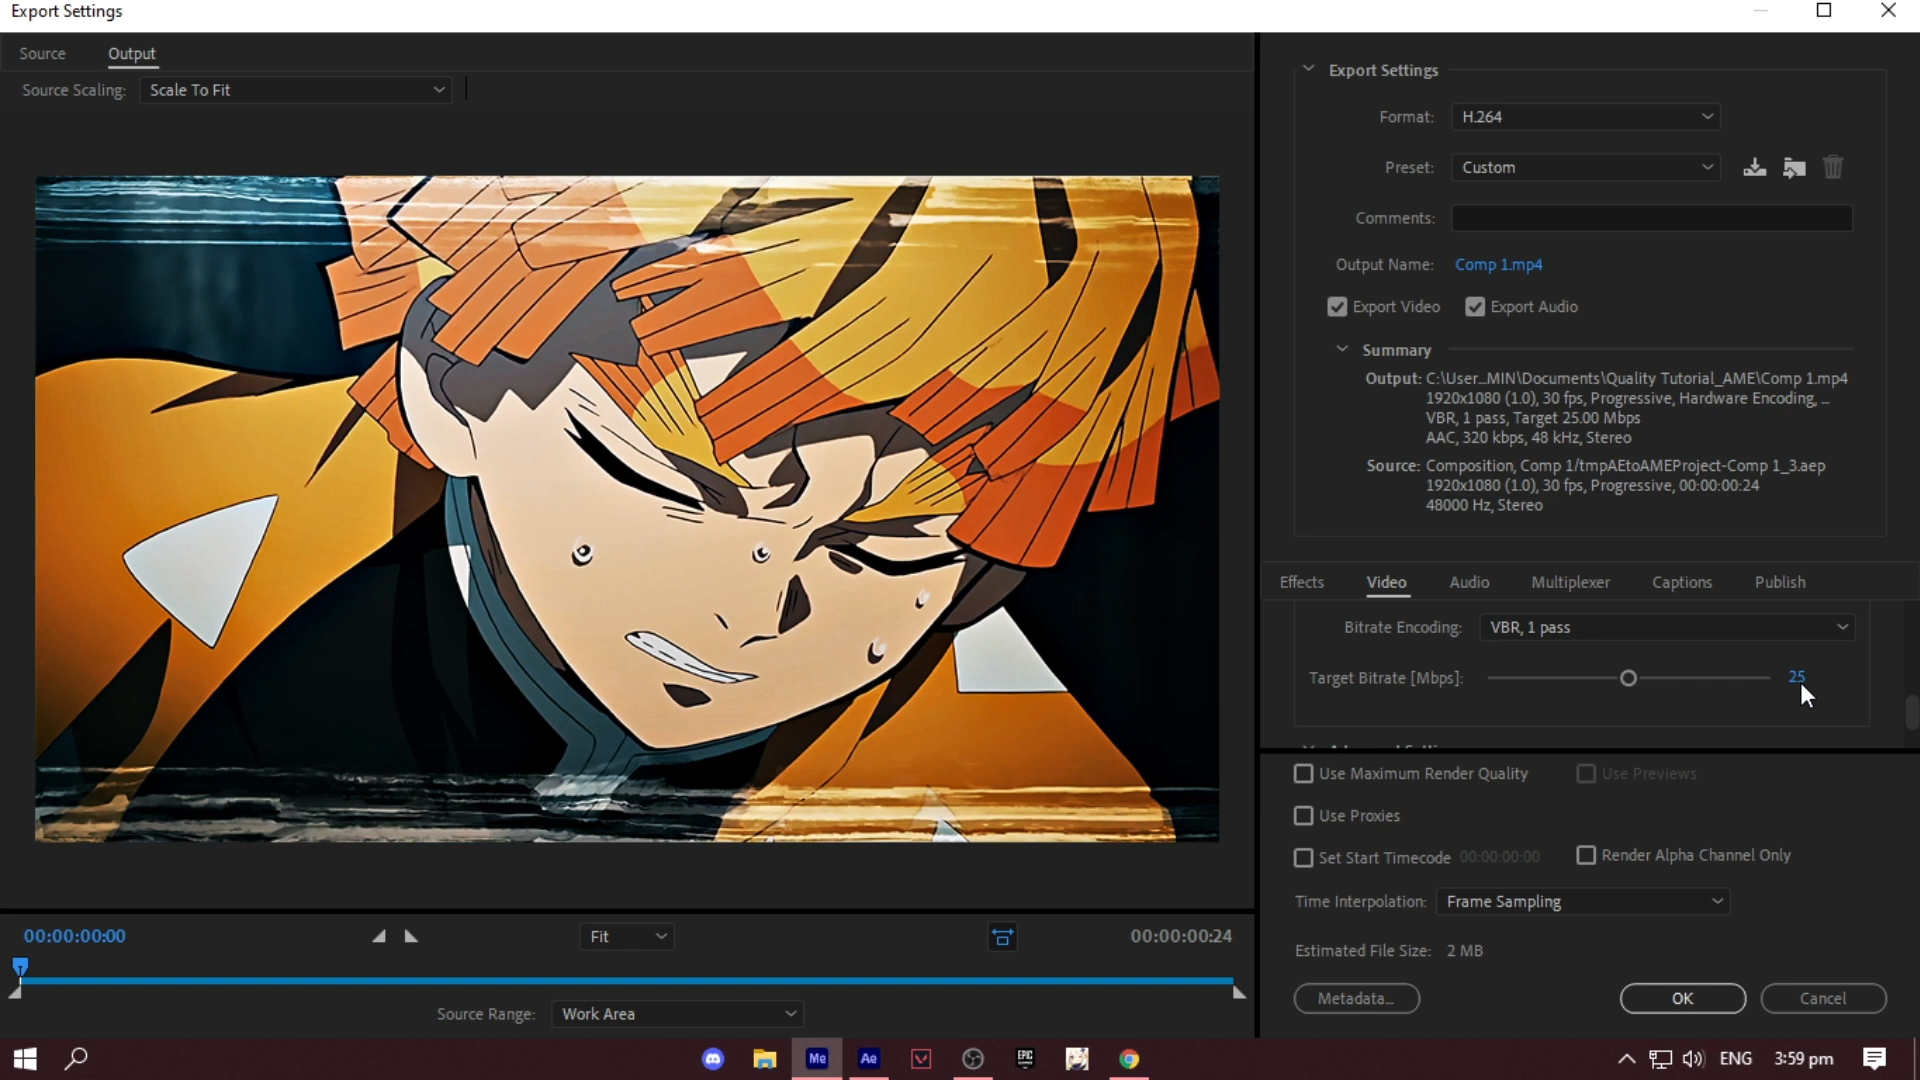 Export Settings
Source Output
Source Scaling: Scale To Fit
Export Settings
Format: H.264
Preset: Custom
Comments:
Output Name: Comp 1.mp4
Export Video Export Audio
Summary
Output: C:\User...MIN\Documents\Quality Tutorial_AME\Comp 1.mp4
1920x1080 (1.0), 30 fps, Progressive, Hardware Encoding, ...
VBR, 1 pass, Target 25.00 Mbps
AAC, 320 kbps, 48 kHz, Stereo
Source: Composition, Comp 1/tmpAEtoAMEProject-Comp 1_3.aep
1920x1080 (1.0), 30 fps, Progressive, 00:00:00:24
48000 Hz, Stereo
Effects Video Audio Multiplexer Captions Publish
Bitrate Encoding: VBR, 1 pass
Target Bitrate [Mbps]: 25
Use Maximum Render Quality Use Previews
Use Proxies
Set Start Timecode 00:00:00:00 Render Alpha Channel Only
Time Interpolation: Frame Sampling
Estimated File Size: 2 MB
Metadata... OK Cancel
00:00:00:00 Fit 00:00:00:24
Source Range: Work Area
Me Ae EPIC ENG 3:59 pm